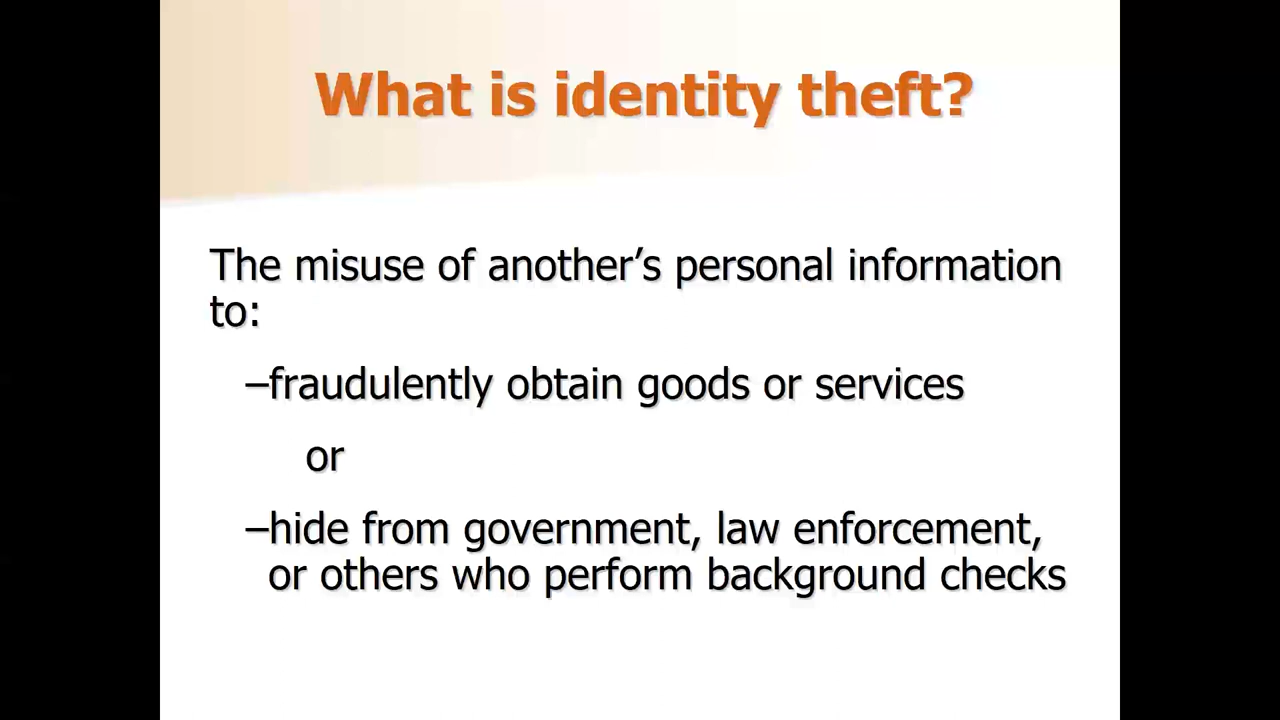 What is identity theft?
The misuse of another’s personal information
to:
–fraudulently obtain goods or services
or
–hide from government, law enforcement,
or others who perform background checks